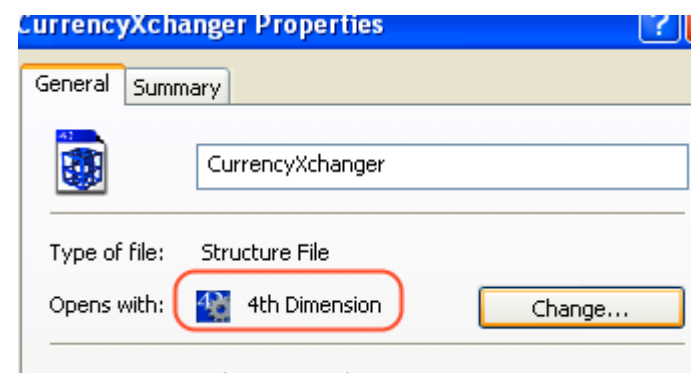 CurrencyXchanger Properties ?
General Summary
CurrencyXchanger
Type of file: Structure File
Opens with: 4th Dimension Change...